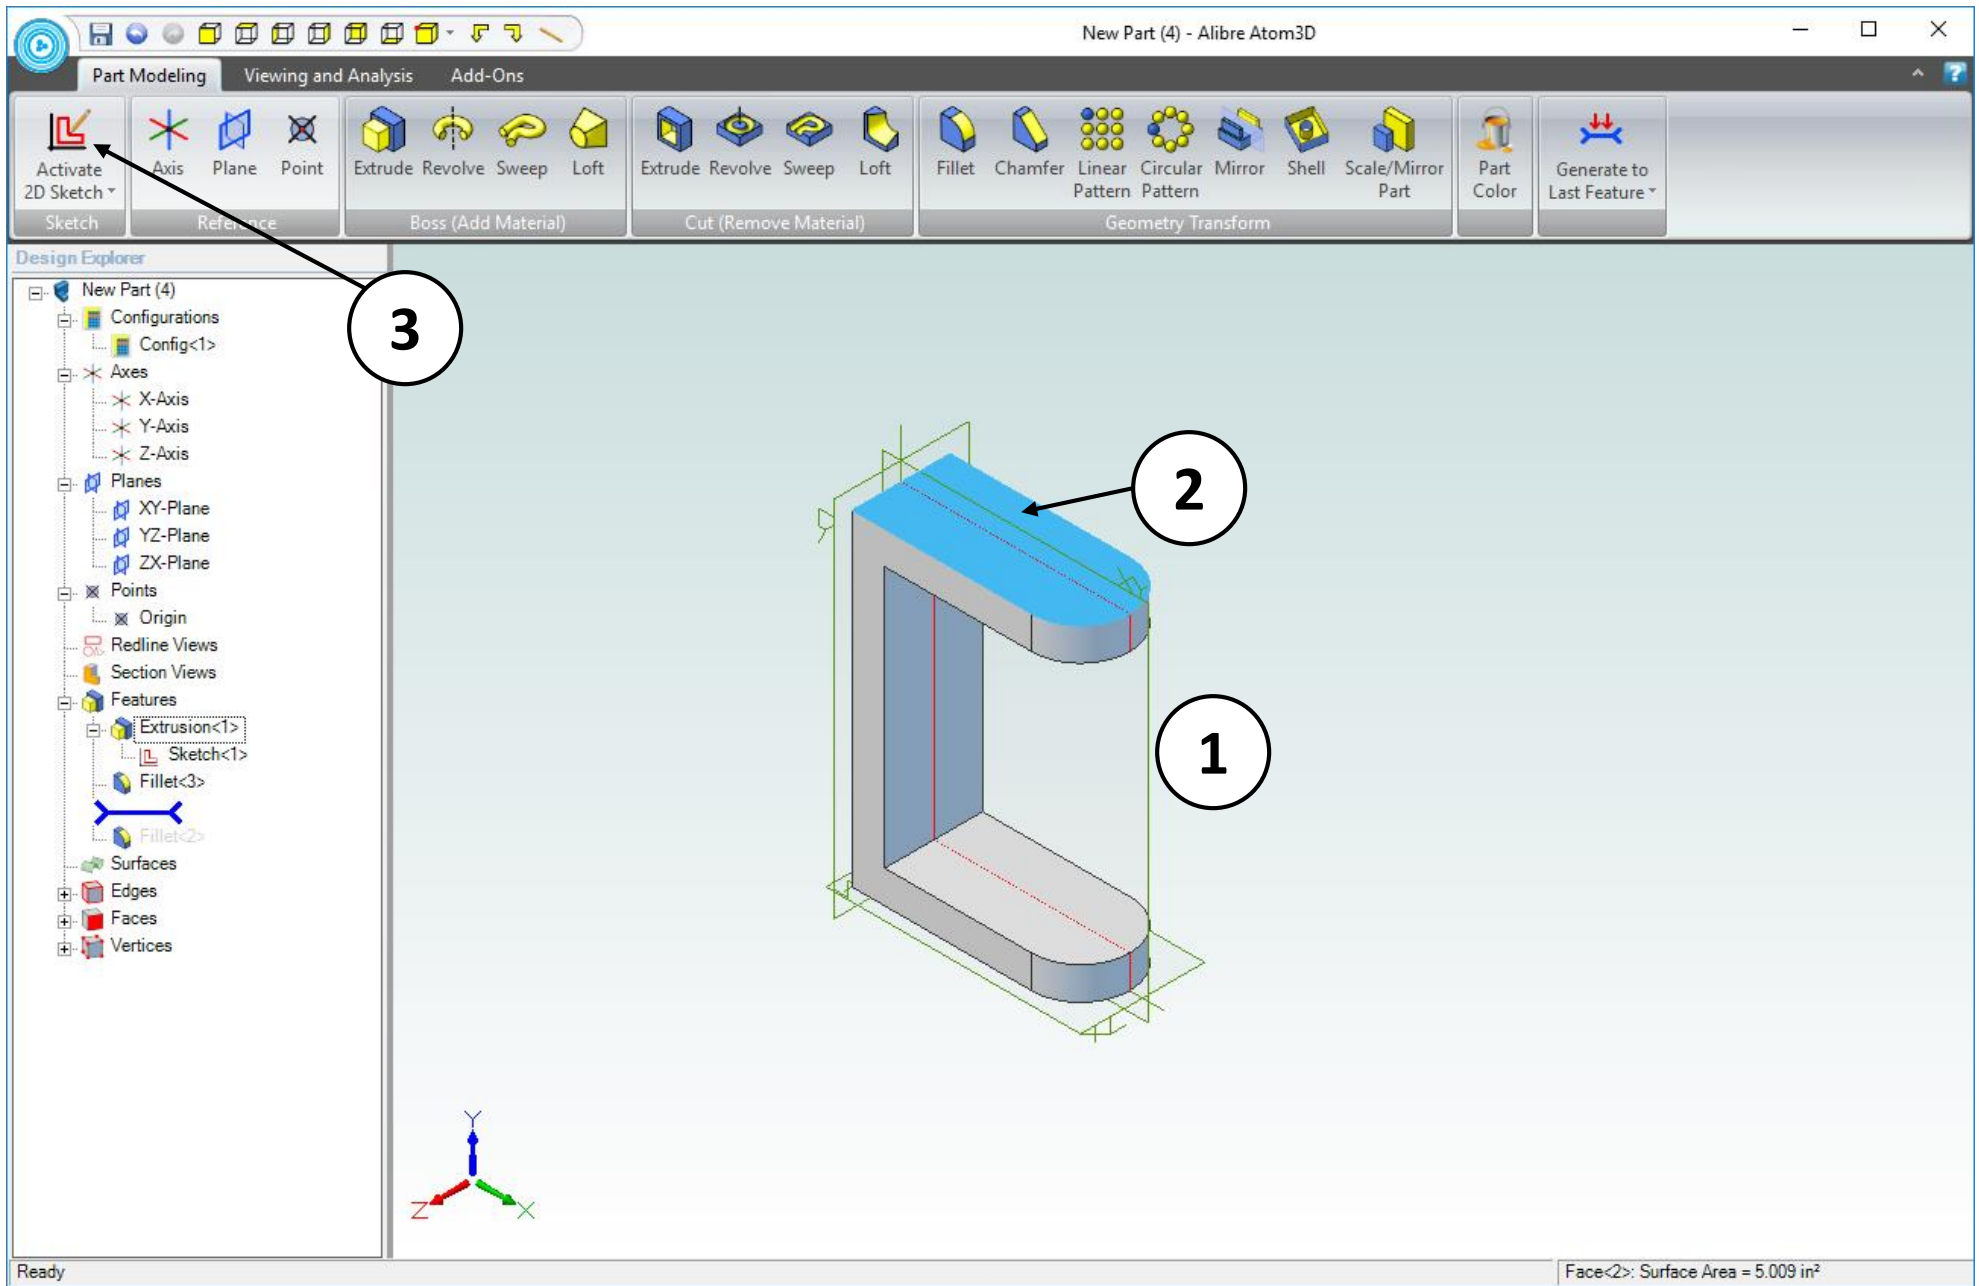 New Part (4) - Alibre Atom3D
Part Modeling
Viewing and Analysis
Add-Ons
Activate
2D Sketch
Sketch
Axis
Plane
Point
Reference
Extrude
Revolve
Sweep
Loft
Boss (Add Material)
Extrude
Revolve
Sweep
Loft
Cut (Remove Material)
Fillet
Chamfer
Linear
Pattern
Circular
Pattern
Mirror
Shell
Scale/Mirror
Part
Geometry Transform
Part
Color
Generate to
Last Feature
Design Explorer
New Part (4)
Configurations
Config<1>
Axes
X-Axis
Y-Axis
Z-Axis
Planes
XY-Plane
YZ-Plane
ZX-Plane
Points
Origin
Redline Views
Section Views
Features
Extrusion<1>
Sketch<1>
Fillet<3>
Fillet<2>
Surfaces
Edges
Faces
Vertices
3
2
1
Y
Z
X
Ready
Face<2>: Surface Area = 5.009 in²